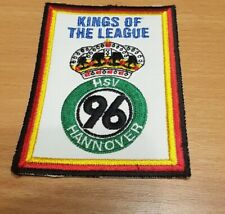 KINGS OF
THE LEAGUE
HSV
96
HANNOVER